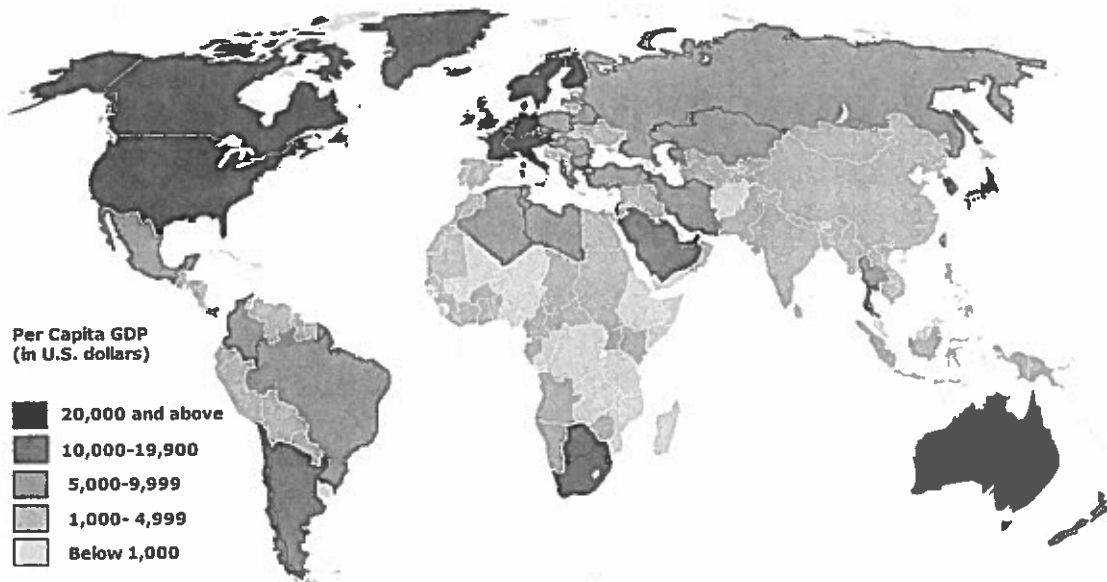 Per Capita GDP
(in U.S. dollars)
20,000 and above
10,000-19,900
5,000-9,999
1,000- 4,999
Below 1,000